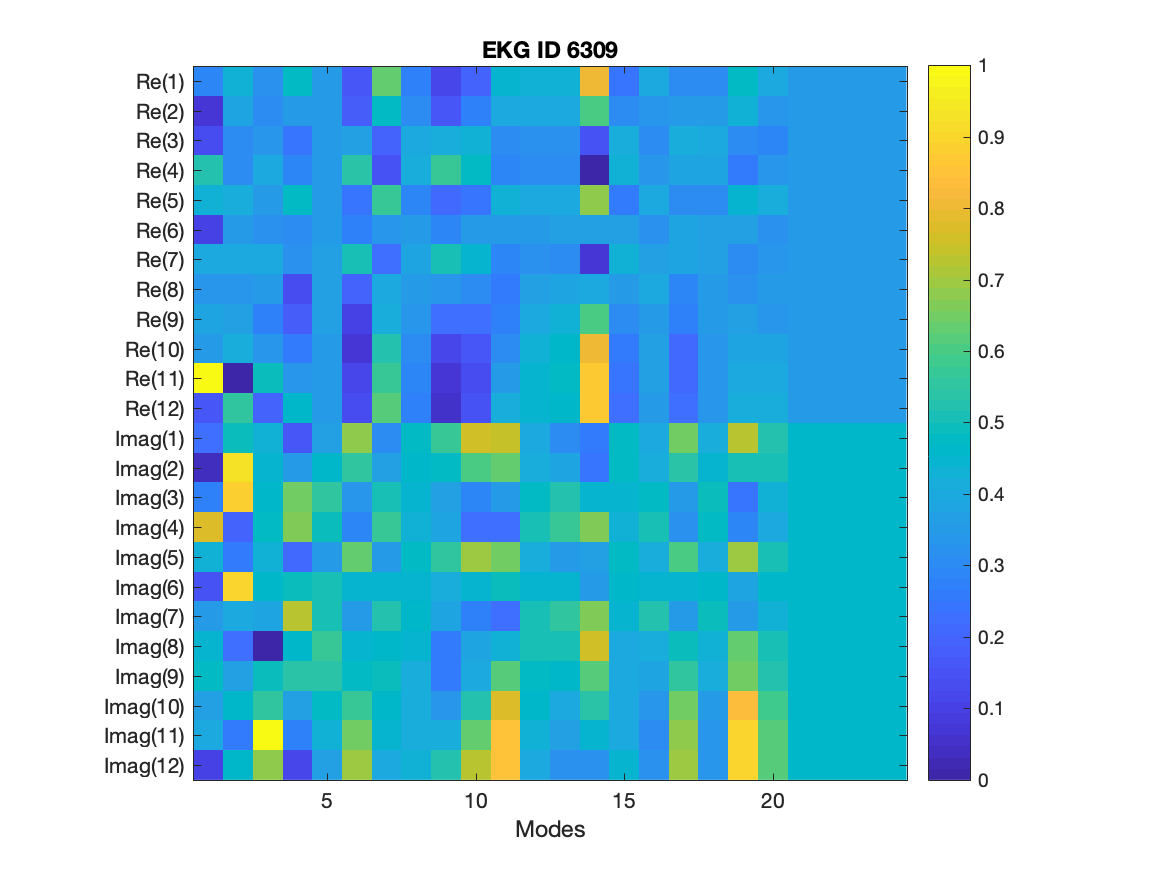 EKG ID 6309
Re(1)
Re(2)
Re(3)
Re(4)
Re(5)
Re(6)
Re(7)
Re(8)
Re(9)
Re(10)
Re(11)
Re(12)
Imag(1)
Imag(2)
Imag(3)
Imag(4)
Imag(5)
Imag(6)
Imag(7)
Imag(8)
Imag(9)
Imag(10)
Imag(11)
Imag(12)
5 10 15 20
Modes
1
0.9
0.8
0.7
0.6
0.5
0.4
0.3
0.2
0.1
0